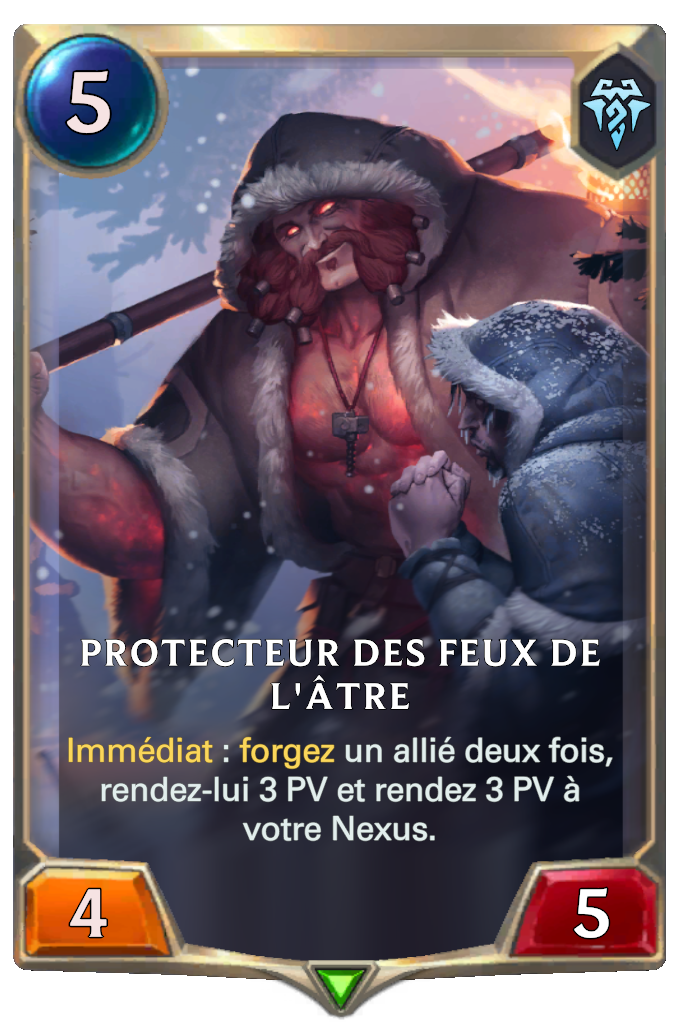 5
PROTECTEUR DES FEUX DE
L'ÂTRE
Immédiat : forgez un allié deux fois,
rendez-lui 3 PV et rendez 3 PV à
votre Nexus.
4
5